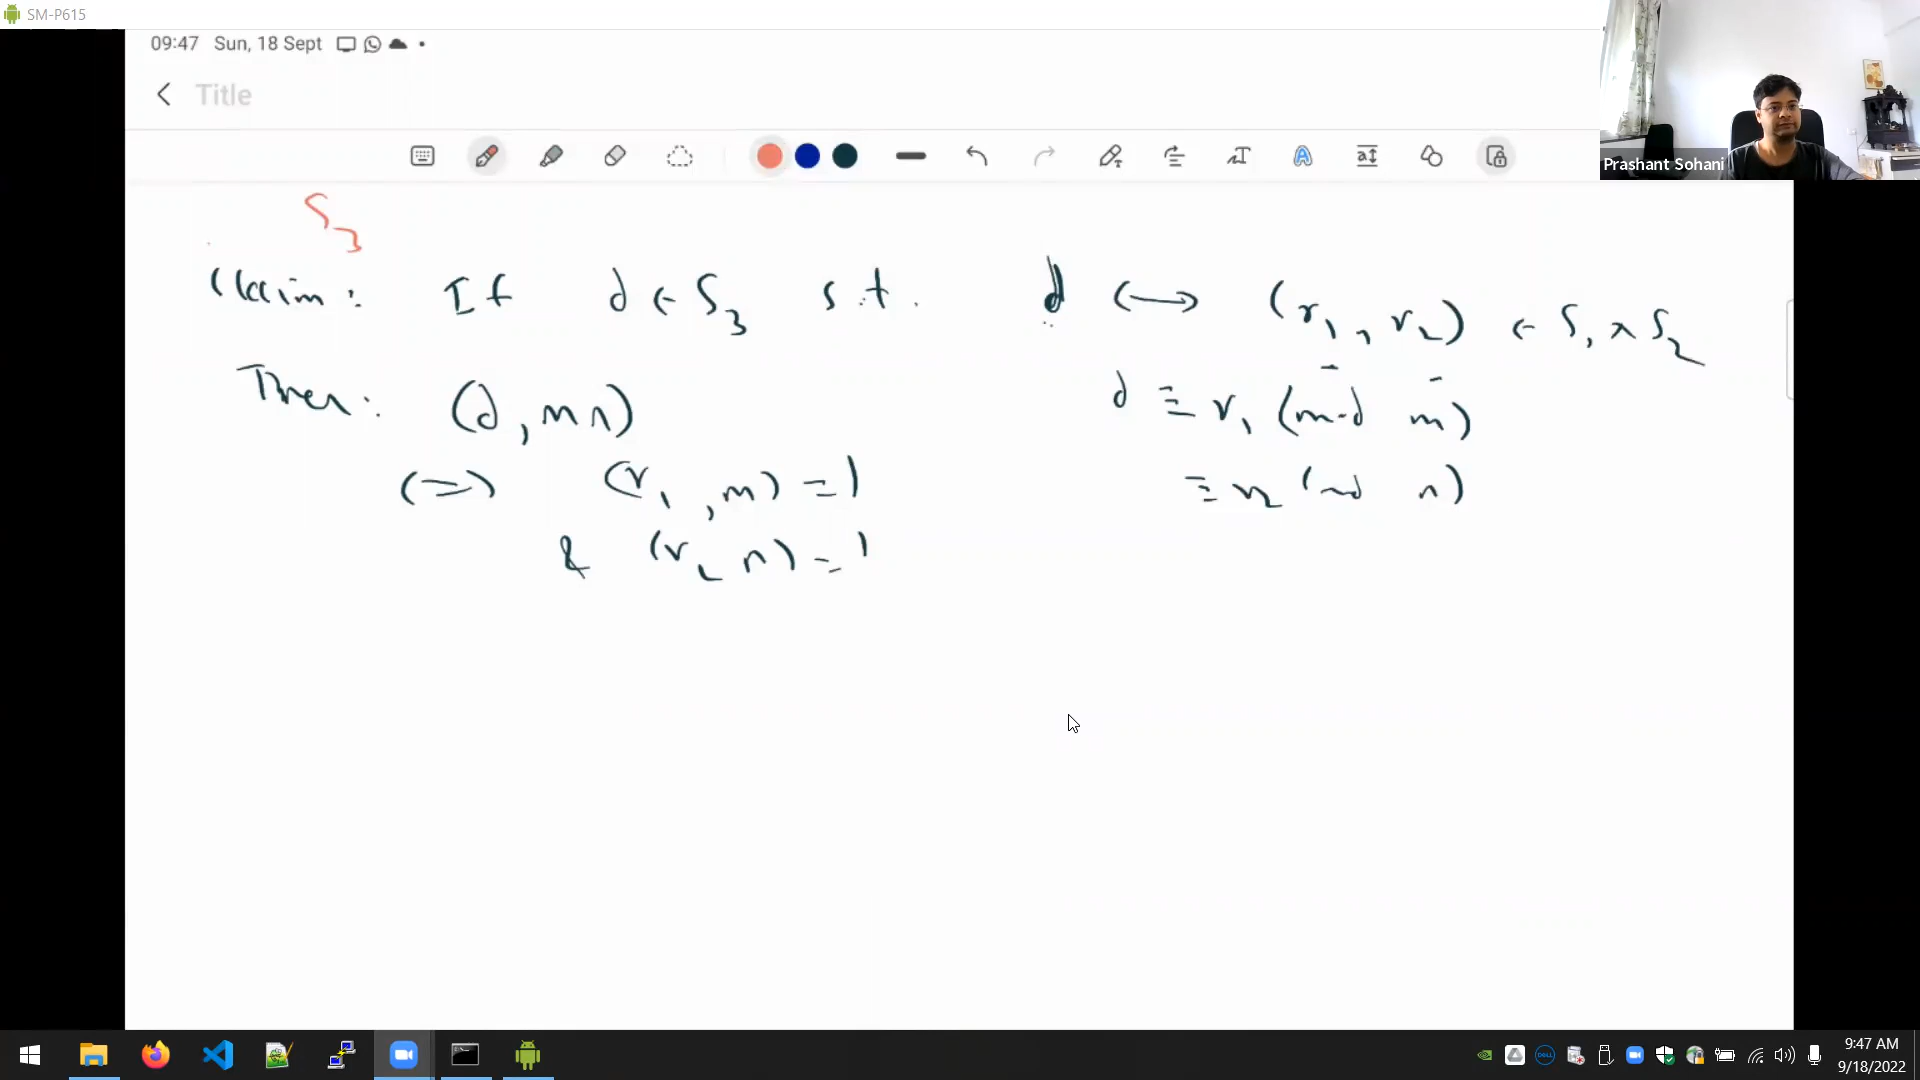 SM-P615
09:47 Sun, 18 Sept
Title
Prashant Sohani
S₃
Claim : If d ∈ S₃ s.t. d ↔ (r₁, r₂) ∈ S₁ × S₂
Then : (d, mn) d ≡ r₁ (mod m)
⇔ (r₁, m) = 1 ≡ r₂ (mod n)
& (r₂ n) = 1
9:47 AM
9/18/2022